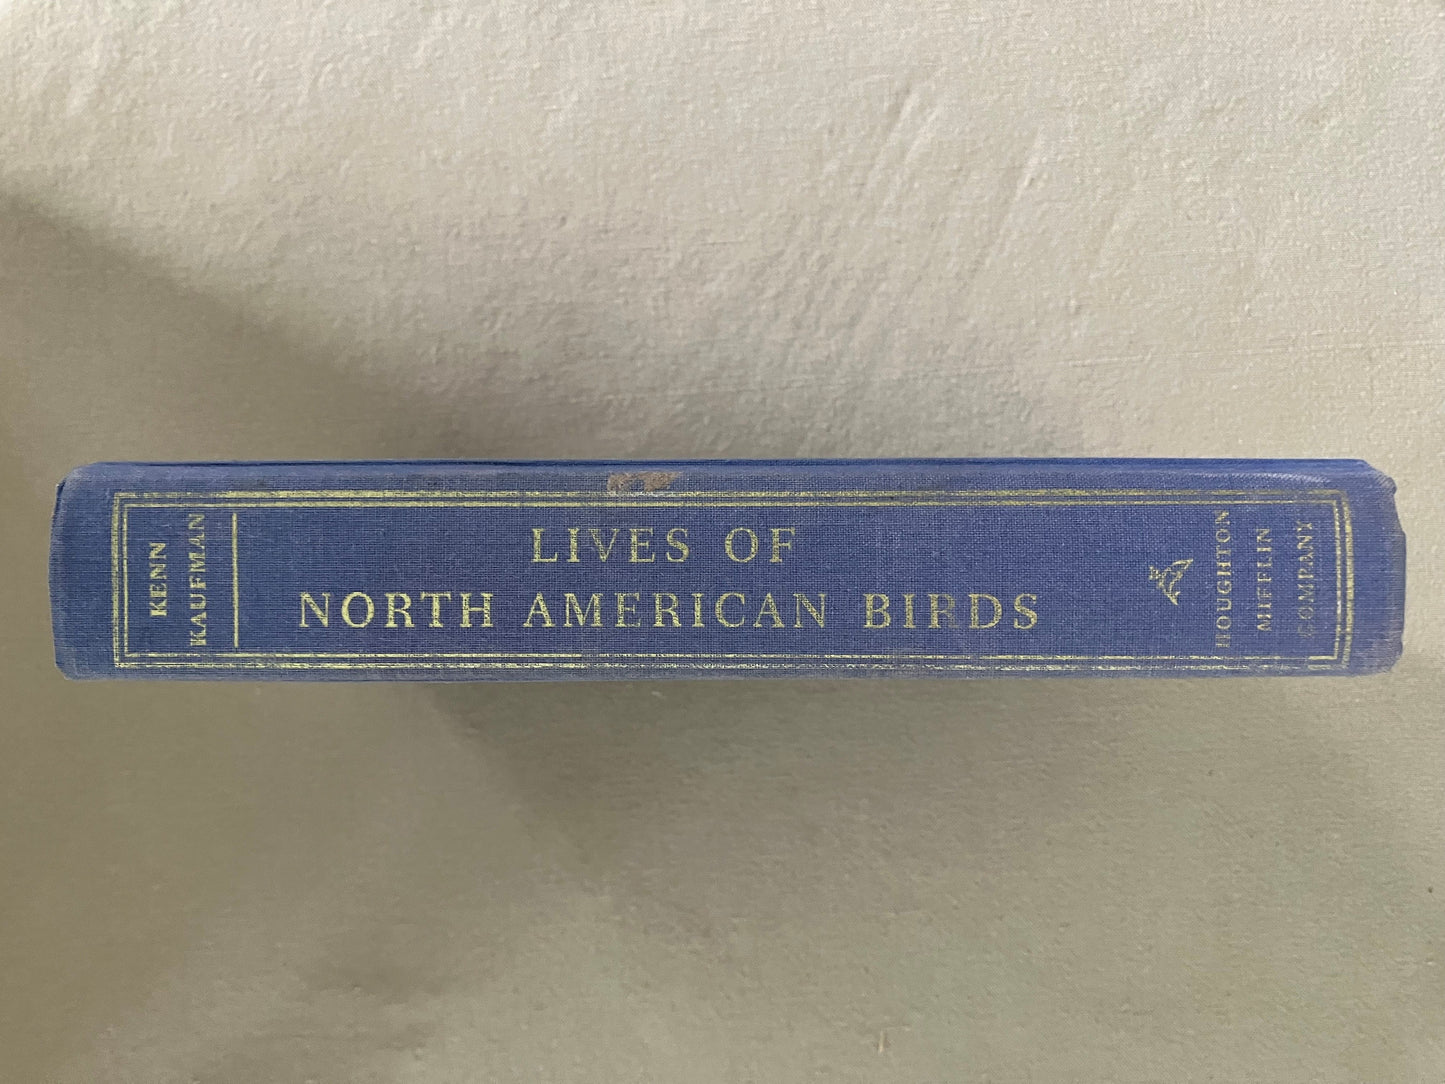 KENN
KAUFMAN
LIVES OF
NORTH AMERICAN BIRDS
HOUGHTON
MIFFLIN
COMPANY